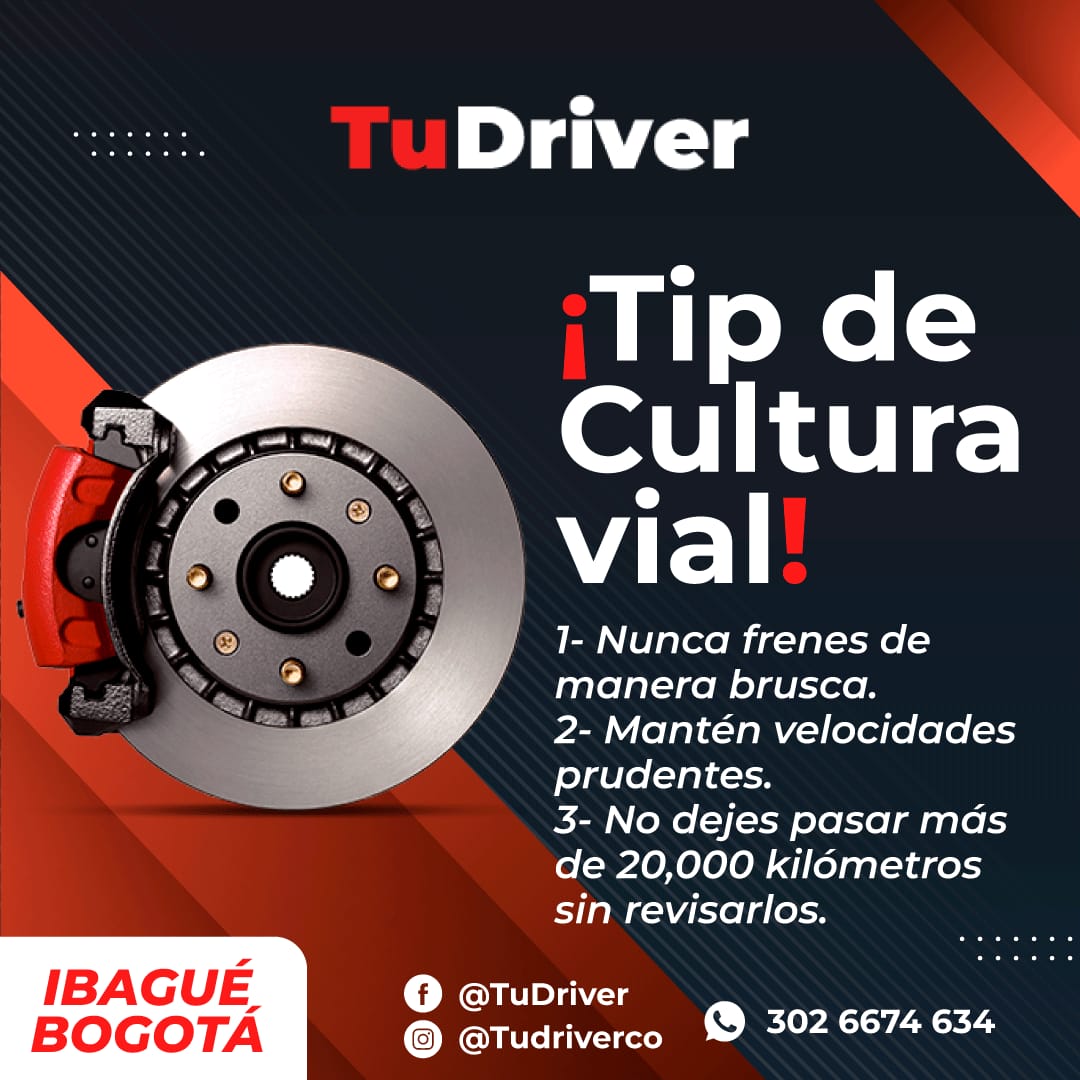 TuDriver
¡Tip de
Cultura
vial!
1- Nunca frenes de
manera brusca.
2- Mantén velocidades
prudentes.
3- No dejes pasar más
de 20,000 kilómetros
sin revisarlos.
IBAGUÉ
BOGOTÁ
@TuDriver
@Tudriverco
302 6674 634